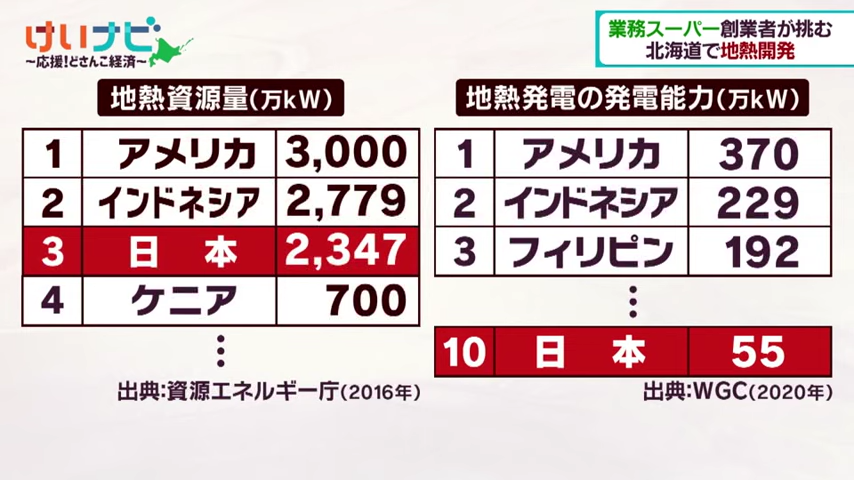 けいナビ
～応援!どさんこ経済～
業務スーパー創業者が挑む
北海道で地熱開発
地熱資源量(万kW)
1 アメリカ 3,000
2 インドネシア 2,779
3 日本 2,347
4 ケニア 700
⋮
出典:資源エネルギー庁(2016年)
地熱発電の発電能力(万kW)
1 アメリカ 370
2 インドネシア 229
3 フィリピン 192
⋮
10 日本 55
出典:WGC(2020年)